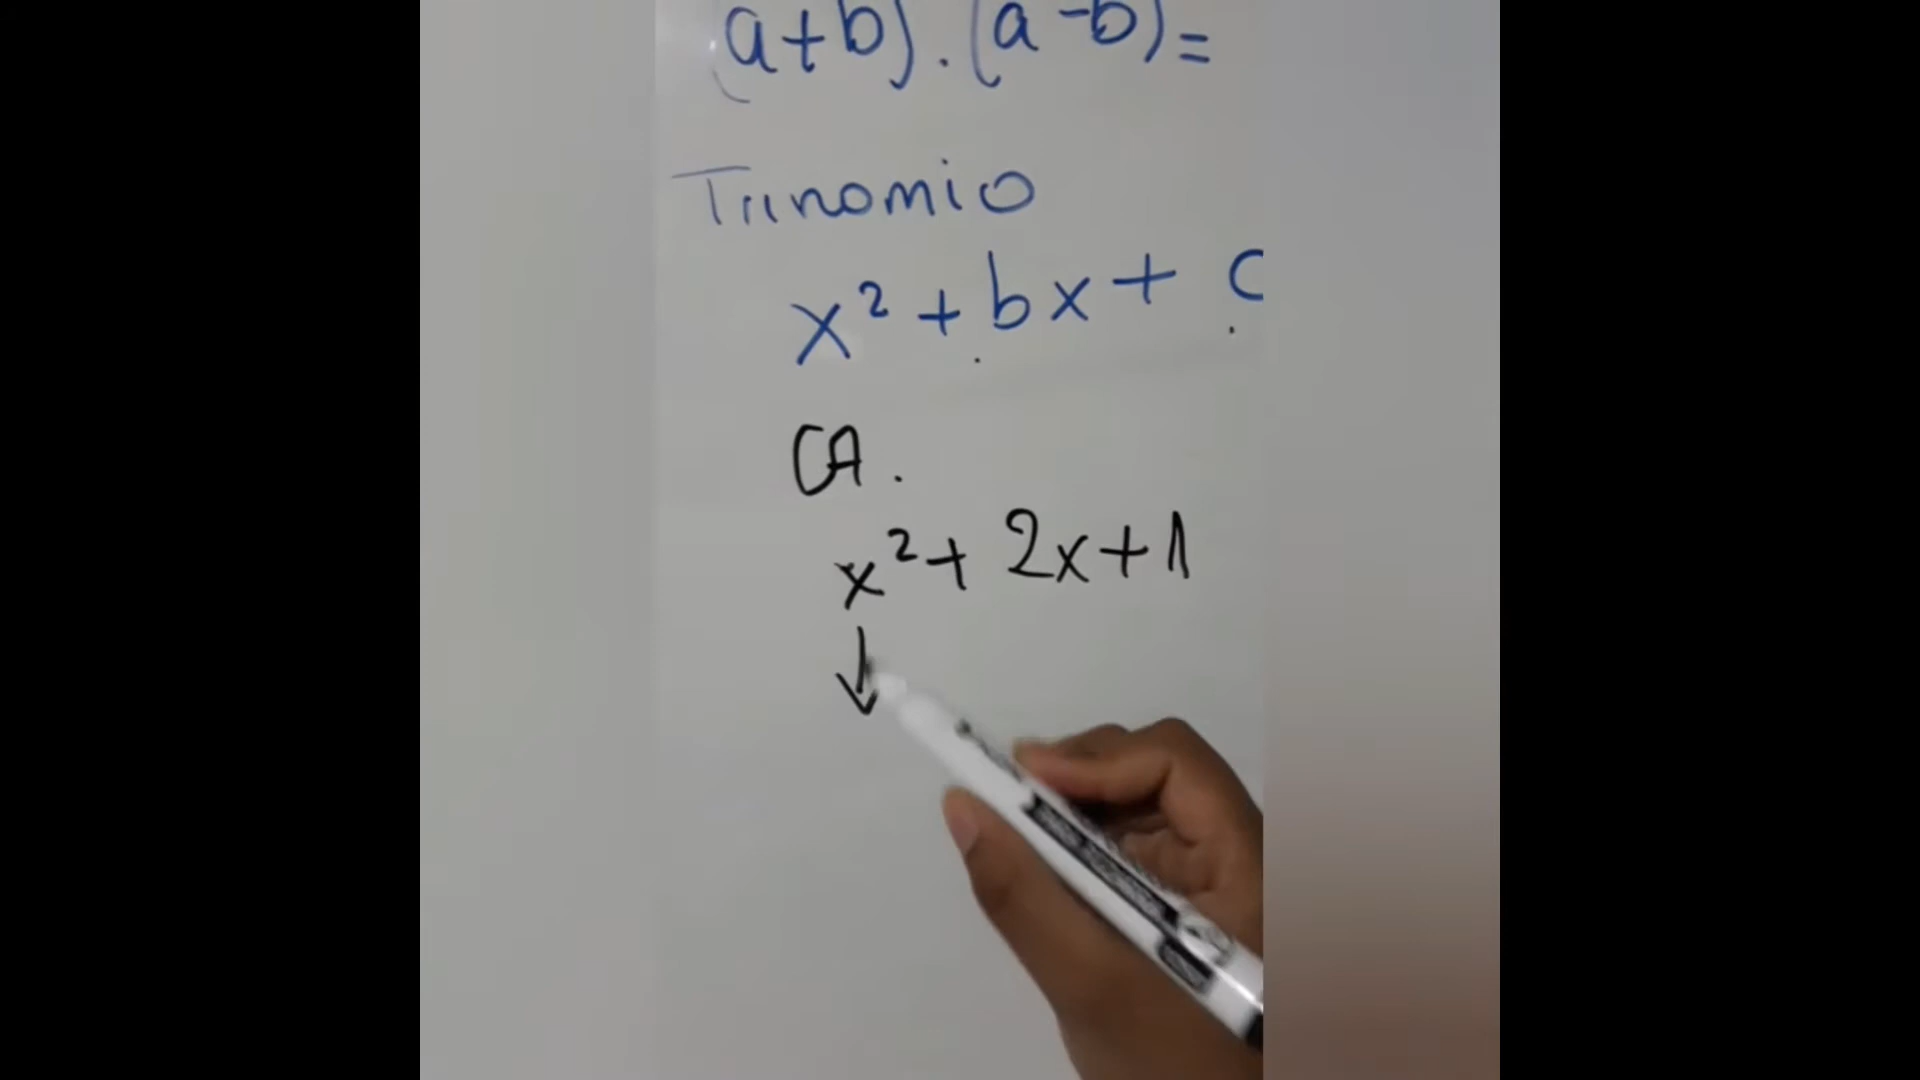 (a+b).(a-b)=
Trinomio
x²+bx+c
CA.
x²+2x+1